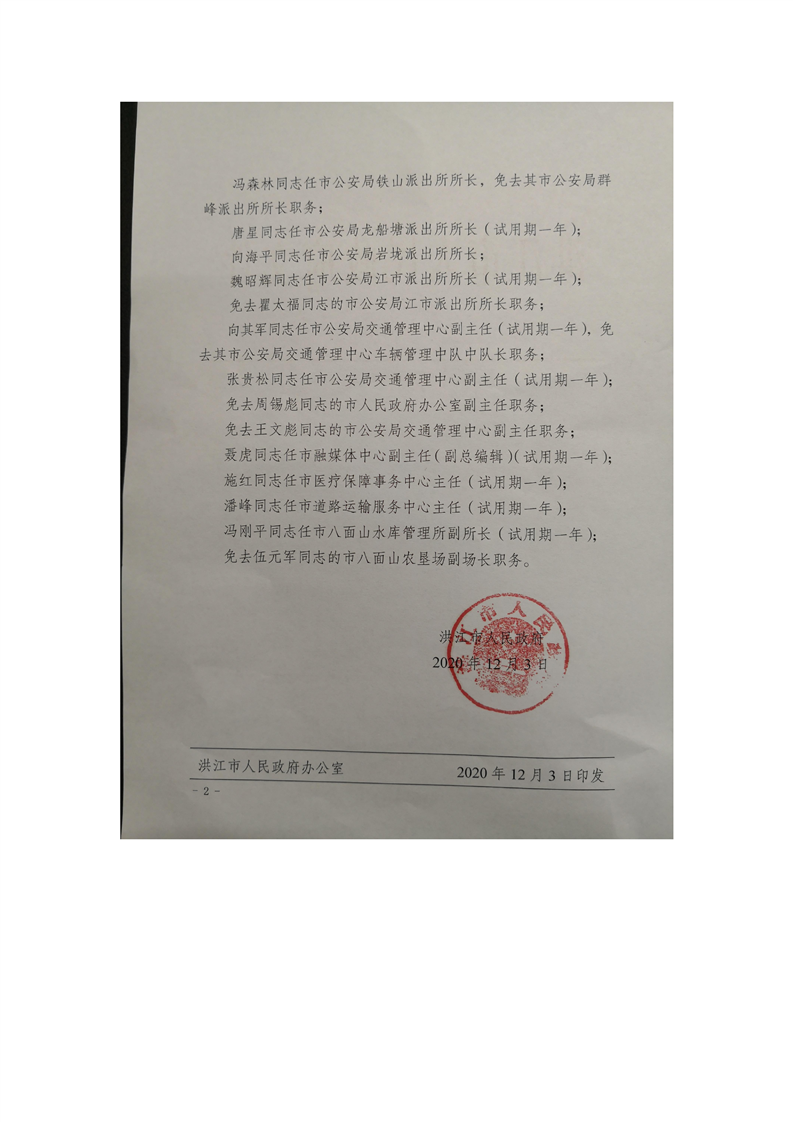 冯森林同志任市公安局铁山派出所所长，免去其市公安局群
峰派出所所长职务；
唐星同志任市公安局龙船塘派出所所长（试用期一年）；
向海平同志任市公安局岩垅派出所所长；
魏昭辉同志任市公安局江市派出所所长（试用期一年）；
免去瞿太福同志的市公安局江市派出所所长职务；
向其军同志任市公安局交通管理中心副主任（试用期一年），免
去其市公安局交通管理中心车辆管理中队中队长职务；
张贵松同志任市公安局交通管理中心副主任（试用期一年）；
免去周锡彪同志的市人民政府办公室副主任职务；
免去王文彪同志的市公安局交通管理中心副主任职务；
聂虎同志任市融媒体中心副主任（副总编辑）（试用期一年）；
施红同志任市医疗保障事务中心主任（试用期一年）；
潘峰同志任市道路运输服务中心主任（试用期一年）；
冯刚平同志任市八面山水库管理所副所长（试用期一年）；
免去伍元军同志的市八面山农垦场副场长职务。
洪江市人民政府
2020年12月3日
洪江市人民政府办公室 2020年12月3日印发
- 2 -